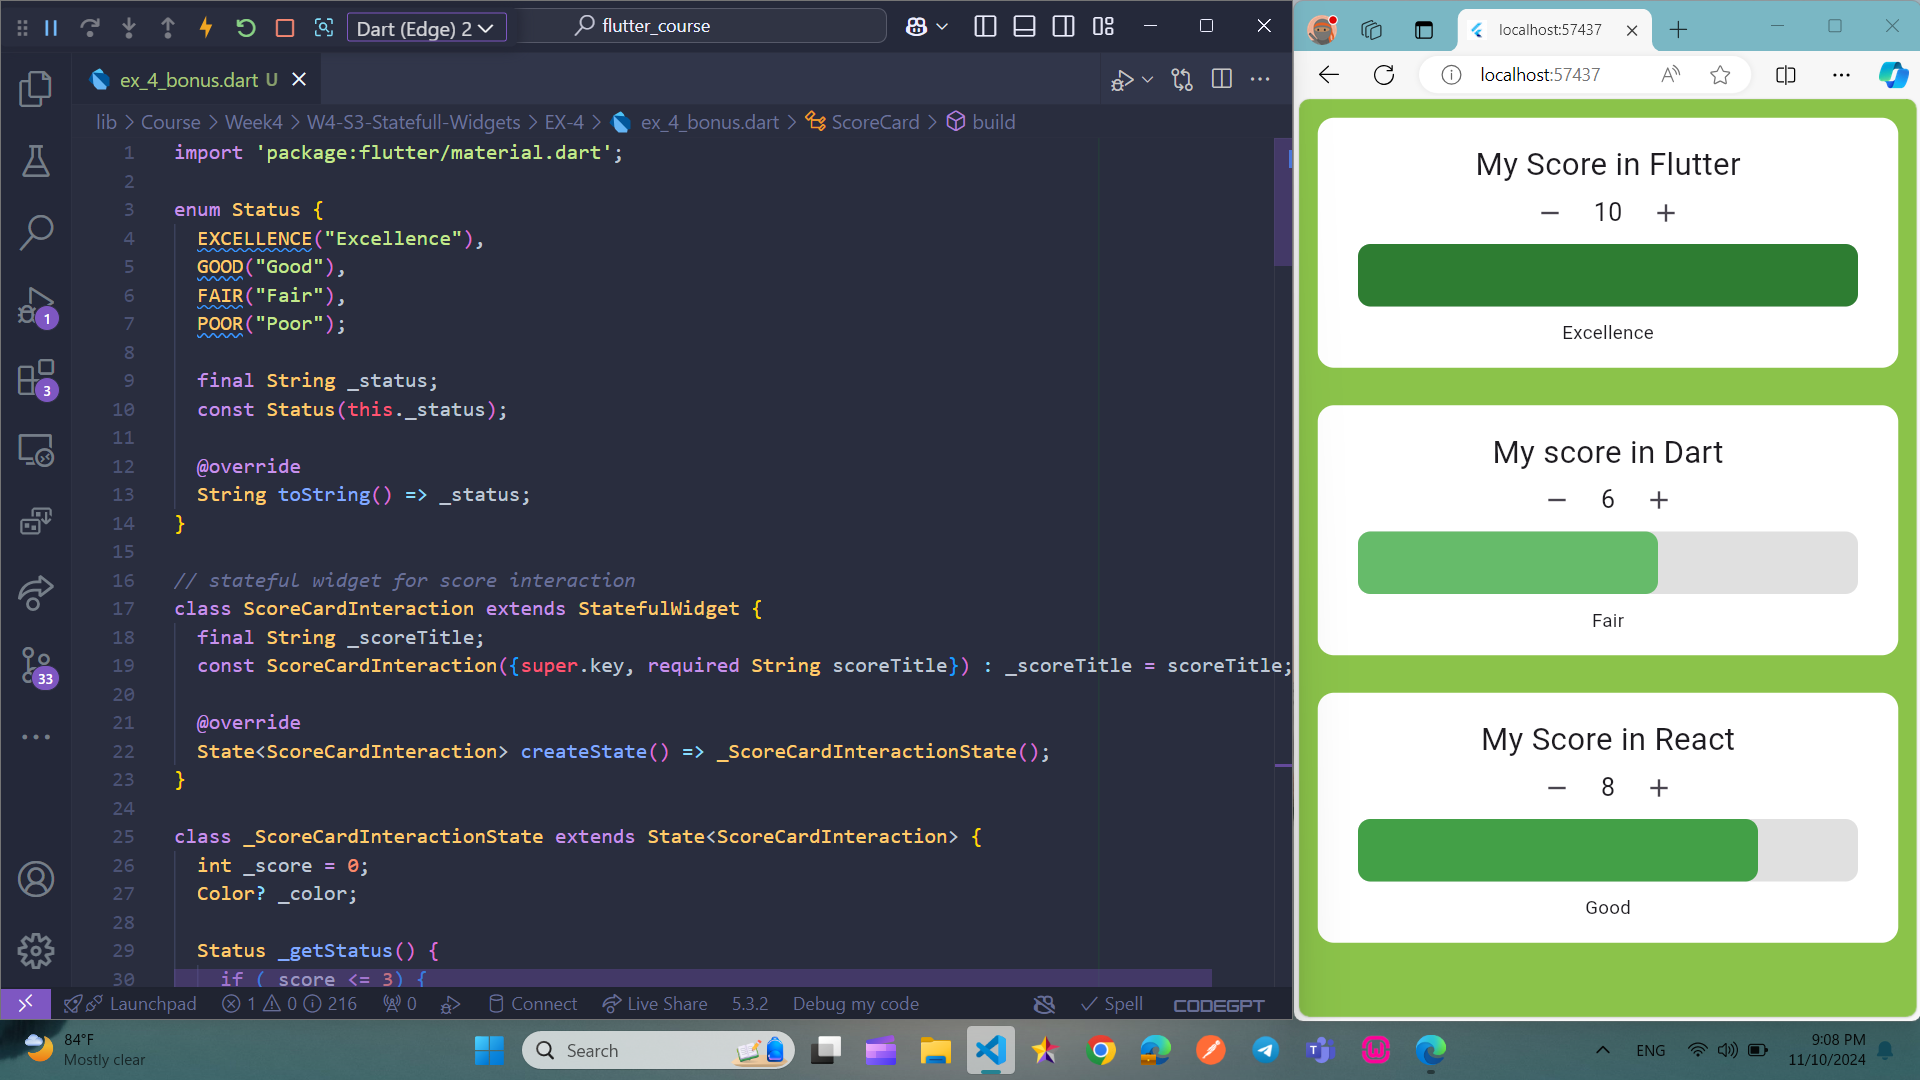 Dart (Edge) 2
flutter_course
ex_4_bonus.dart U
lib > Course > Week4 > W4-S3-Statefull-Widgets > EX-4 > ex_4_bonus.dart > ScoreCard > build
1 import 'package:flutter/material.dart';
2
3 enum Status {
4 EXCELLENCE("Excellence"),
5 GOOD("Good"),
6 FAIR("Fair"),
7 POOR("Poor");
8
9 final String _status;
10 const Status(this._status);
11
12 @override
13 String toString() => _status;
14 }
15
16 // stateful widget for score interaction
17 class ScoreCardInteraction extends StatefulWidget {
18 final String _scoreTitle;
19 const ScoreCardInteraction({super.key, required String scoreTitle}) : _scoreTitle = scoreTitle;
20
21 @override
22 State<ScoreCardInteraction> createState() => _ScoreCardInteractionState();
23 }
24
25 class _ScoreCardInteractionState extends State<ScoreCardInteraction> {
26 int _score = 0;
27 Color? _color;
28
29 Status _getStatus() {
30 if (_score <= 3) {
1
3
33
Launchpad 1 0 216 0 Connect Live Share 5.3.2 Debug my code Spell CODEGPT
localhost:57437
localhost:57437
My Score in Flutter
− 10 +
Excellence
My score in Dart
− 6 +
Fair
My Score in React
− 8 +
Good
84°F
Mostly clear
Search
ENG
9:08 PM
11/10/2024